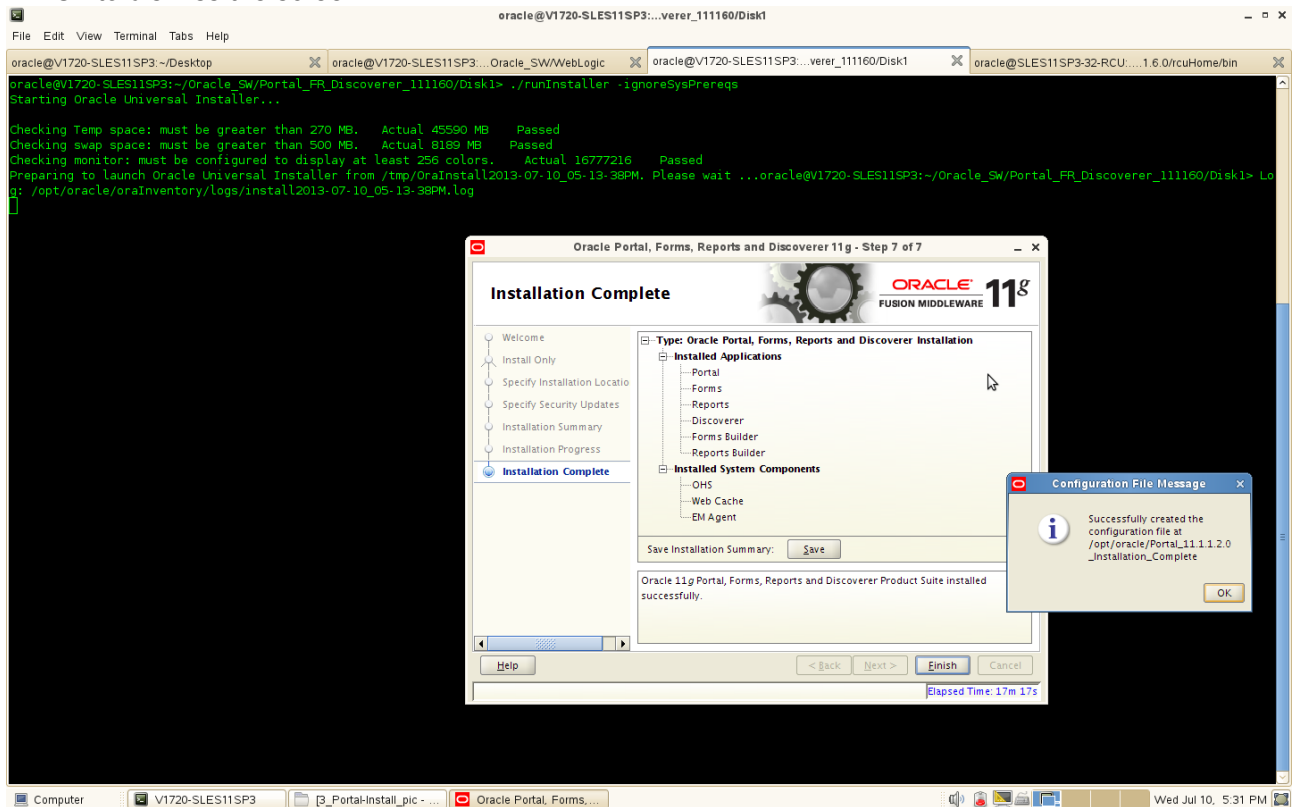 oracle@V1720-SLES11SP3:...verer_111160/Disk1
File Edit View Terminal Tabs Help
oracle@V1720-SLES11SP3:~/Desktop
oracle@V1720-SLES11SP3:...Oracle_SW/WebLogic
oracle@V1720-SLES11SP3:...verer_111160/Disk1
oracle@SLES11SP3-32-RCU:....1.6.0/rcuHome/bin
oracle@V1720-SLES11SP3:~/Oracle_SW/Portal_FR_Discoverer_111160/Disk1> ./runInstaller -ignoreSysPrereqs
Starting Oracle Universal Installer...
Checking Temp space: must be greater than 270 MB. Actual 45590 MB Passed
Checking swap space: must be greater than 500 MB. Actual 8189 MB Passed
Checking monitor: must be configured to display at least 256 colors. Actual 16777216 Passed
Preparing to launch Oracle Universal Installer from /tmp/OraInstall2013-07-10_05-13-38PM. Please wait ...oracle@V1720-SLES11SP3:~/Oracle_SW/Portal_FR_Discoverer_111160/Disk1> Lo
g: /opt/oracle/oraInventory/logs/install2013-07-10_05-13-38PM.log
Oracle Portal, Forms, Reports and Discoverer 11g - Step 7 of 7
Installation Complete
ORACLE
FUSION MIDDLEWARE
11g
Welcome
Install Only
Specify Installation Locatio
Specify Security Updates
Installation Summary
Installation Progress
Installation Complete
Type: Oracle Portal, Forms, Reports and Discoverer Installation
Installed Applications
Portal
Forms
Reports
Discoverer
Forms Builder
Reports Builder
Installed System Components
OHS
Web Cache
EM Agent
Save Installation Summary: Save
Oracle 11g Portal, Forms, Reports and Discoverer Product Suite installed
successfully.
Help
< Back
Next >
Finish
Cancel
Elapsed Time: 17m 17s
Configuration File Message
Successfully created the
configuration file at
/opt/oracle/Portal_11.1.1.2.0
_Installation_Complete
OK
Computer
V1720-SLES11SP3
[3_Portal-Install_pic - ...
Oracle Portal, Forms,...
Wed Jul 10, 5:31 PM